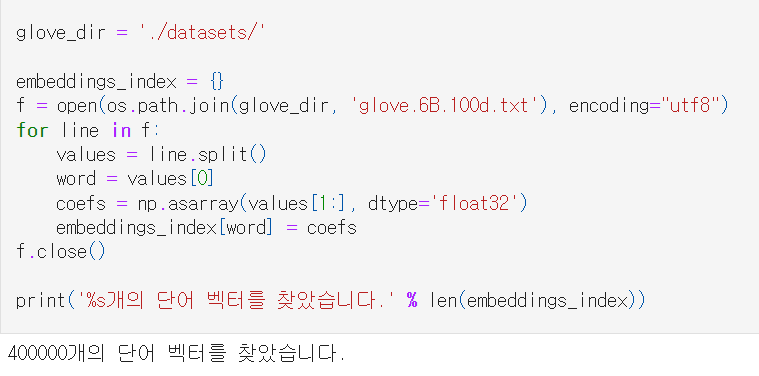 glove_dir = './datasets/'

embeddings_index = {}
f = open(os.path.join(glove_dir, 'glove.6B.100d.txt'), encoding="utf8")
for line in f:
    values = line.split()
    word = values[0]
    coefs = np.asarray(values[1:], dtype='float32')
    embeddings_index[word] = coefs
f.close()

print('%s개의 단어 벡터를 찾았습니다.' % len(embeddings_index))
400000개의 단어 벡터를 찾았습니다.